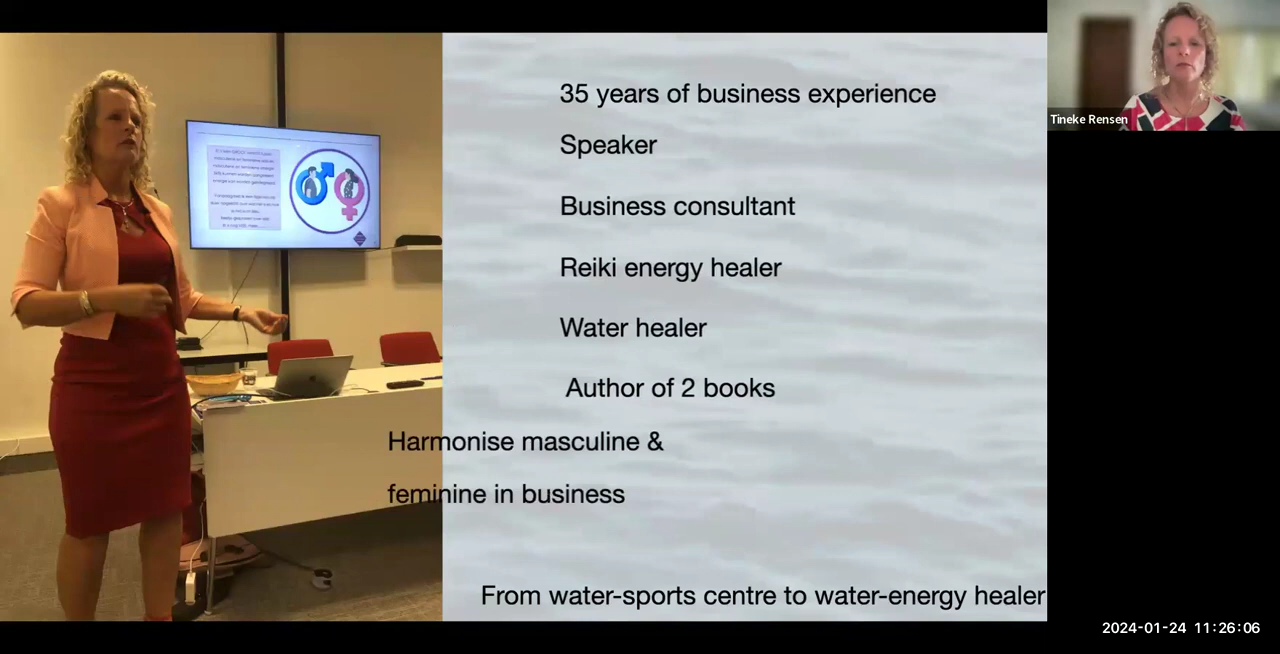 35 years of business experience
Speaker
Business consultant
Reiki energy healer
Water healer
Author of 2 books
Harmonise masculine &
feminine in business
From water-sports centre to water-energy healer
Tineke Rensen
2024-01-24 11:26:06